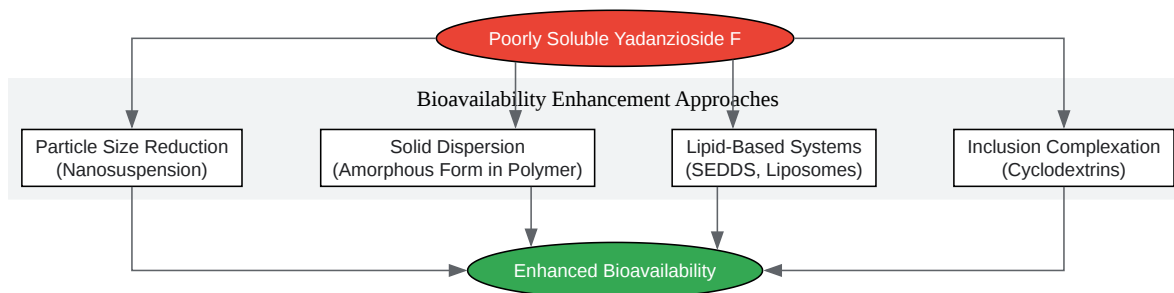 Poorly Soluble Yadanzioside F
Bioavailability Enhancement Approaches
Particle Size Reduction
(Nanosuspension)
Solid Dispersion
(Amorphous Form in Polymer)
Lipid-Based Systems
(SEDDS, Liposomes)
Inclusion Complexation
(Cyclodextrins)
Enhanced Bioavailability